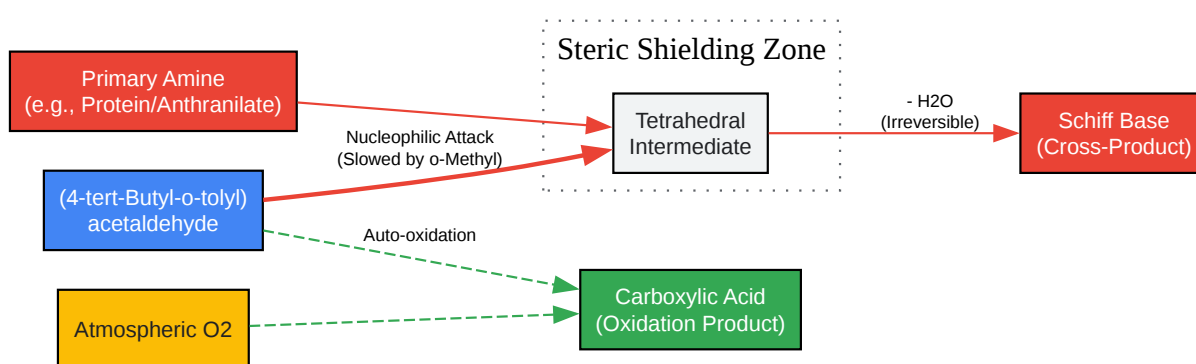 Steric Shielding Zone
Primary Amine
(e.g., Protein/Anthranilate)
Nucleophilic Attack
(Slowed by o-Methyl)
Tetrahedral
Intermediate
- H2O
(Irreversible)
Schiff Base
(Cross-Product)
(4-tert-Butyl-o-tolyl)
acetaldehyde
Auto-oxidation
Atmospheric O2
Carboxylic Acid
(Oxidation Product)